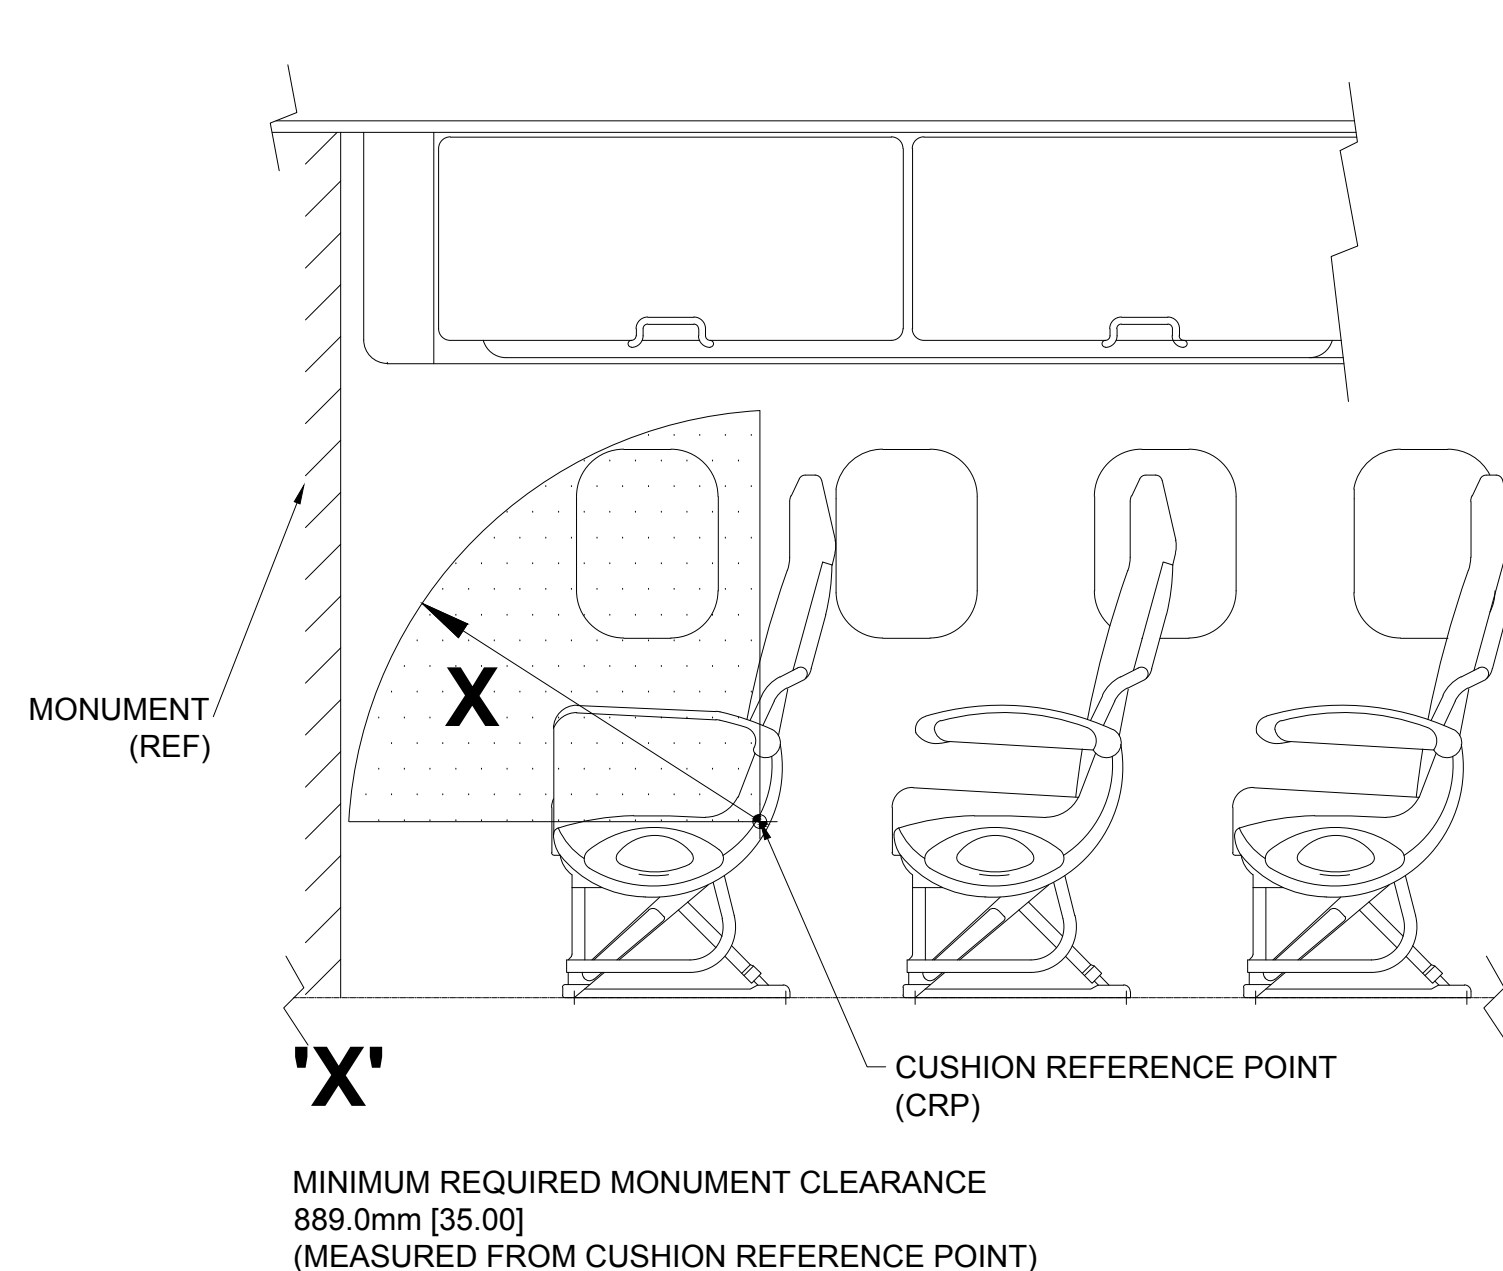 X
MONUMENT
(REF)
'X'
CUSHION REFERENCE POINT
(CRP)
MINIMUM REQUIRED MONUMENT CLEARANCE
889.0mm [35.00]
(MEASURED FROM CUSHION REFERENCE POINT)